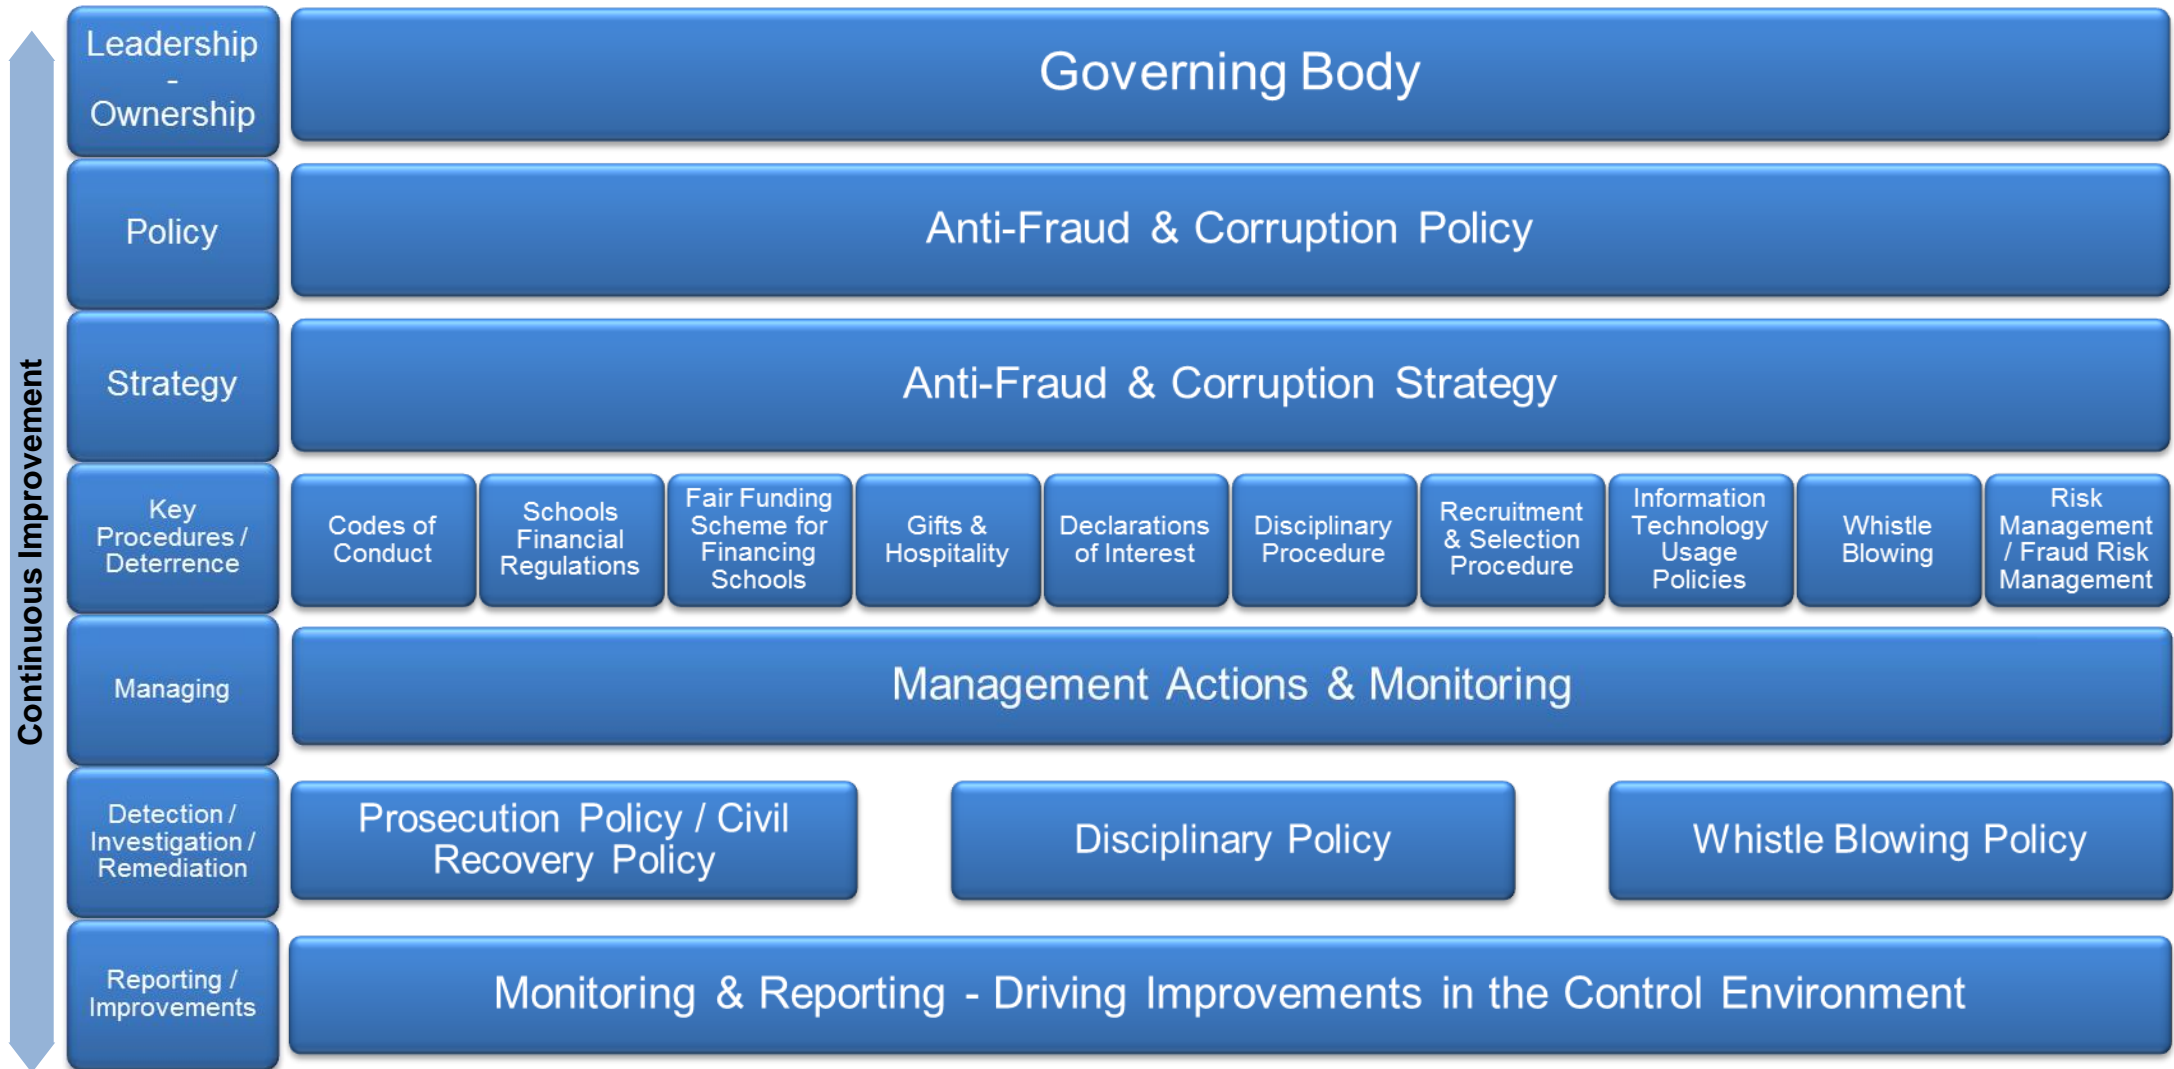 Continuous Improvement
Leadership
-
Ownership
Governing Body
Policy
Anti-Fraud & Corruption Policy
Strategy
Anti-Fraud & Corruption Strategy
Key
Procedures /
Deterrence
Codes of
Conduct
Schools
Financial
Regulations
Fair Funding
Scheme for
Financing
Schools
Gifts &
Hospitality
Declarations
of Interest
Disciplinary
Procedure
Recruitment
& Selection
Procedure
Information
Technology
Usage
Policies
Whistle
Blowing
Risk
Management
/ Fraud Risk
Management
Managing
Management Actions & Monitoring
Detection /
Investigation /
Remediation
Prosecution Policy / Civil
Recovery Policy
Disciplinary Policy
Whistle Blowing Policy
Reporting /
Improvements
Monitoring & Reporting - Driving Improvements in the Control Environment